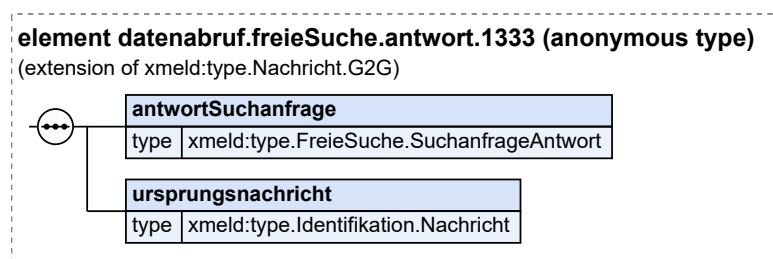 element datenabruf.freieSuche.antwort.1333 (anonymous type)
(extension of xmeld:type.Nachricht.G2G)
antwortSuchanfrage
type xmeld:type.FreieSuche.SuchanfrageAntwort
ursprungsnachricht
type xmeld:type.Identifikation.Nachricht